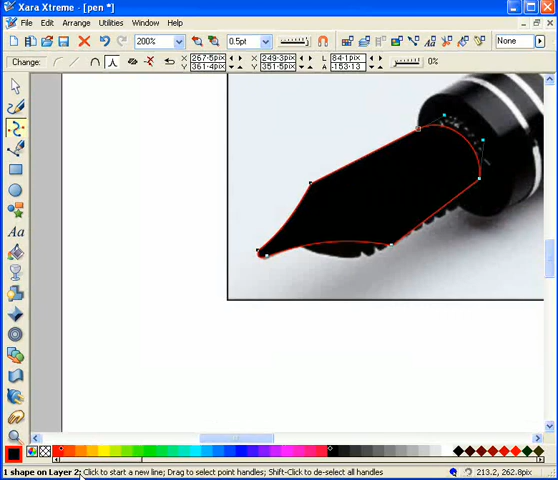 Xara Xtreme - [pen *]
File Edit Arrange Utilities Window Help
200% 0.5pt None
Change: X 267·5pix X 249·3pix L 84·1pix 0%
Y 361·4pix Y 351·5pix A -153·13
Aa
1 shape on Layer 2; Click to start a new line; Drag to select point handles; Shift-Click to de-select all handles 213.2, 262.8pix